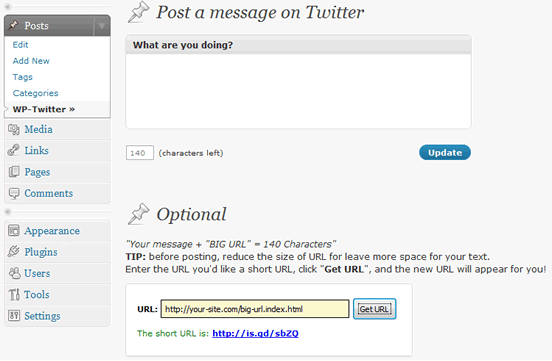 Posts
Edit
Add New
Tags
Categories
WP-Twitter »
Media
Links
Pages
Comments
Appearance
Plugins
Users
Tools
Settings
Post a message on Twitter
What are you doing?
140 (characters left)
Update
Optional
"Your message + "BIG URL" = 140 Characters"
TIP: before posting, reduce the size of URL for leave more space for your text.
Enter the URL you'd like a short URL, click "Get URL", and the new URL will appear for you!
URL: http://your-site.com/big-url.index.html Get URL
The short URL is: http://is.gd/sbZQ